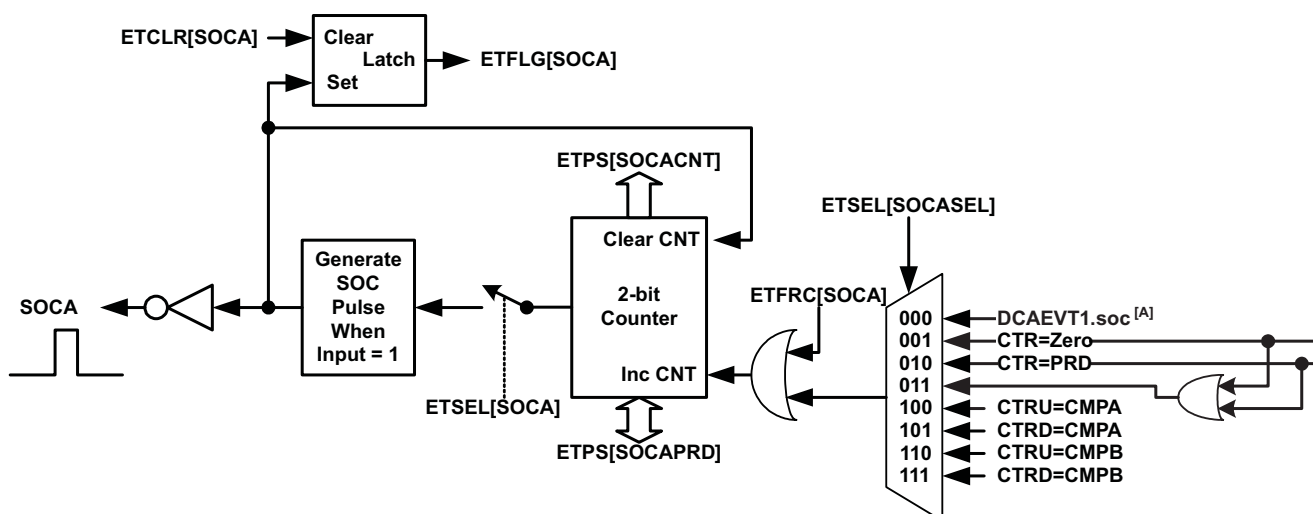 ETCLR[SOCA]
Clear
Latch
Set
ETFLG[SOCA]
ETPS[SOCACNT]
ETSEL[SOCASEL]
Clear CNT
2-bit
Counter
Inc CNT
Generate
SOC
Pulse
When
Input = 1
SOCA
ETSEL[SOCA]
ETPS[SOCAPRD]
ETFRC[SOCA]
000 DCAEVT1.soc [A]
001 CTR=Zero
010 CTR=PRD
011
100 CTRU=CMPA
101 CTRD=CMPA
110 CTRU=CMPB
111 CTRD=CMPB